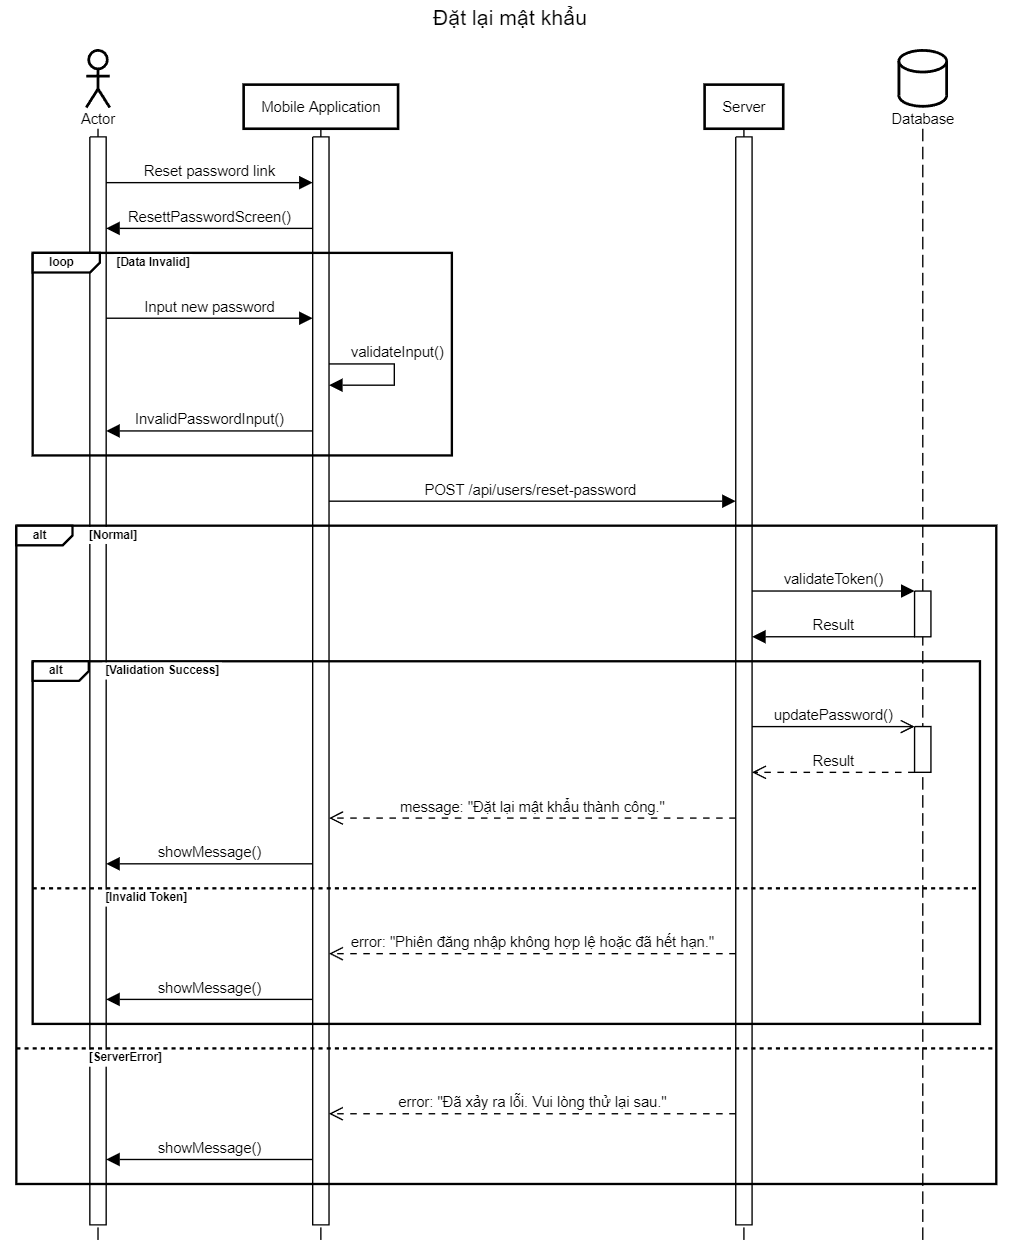 Đặt lại mật khẩu
Actor
Mobile Application
Server
Database
Reset password link
ResettPasswordScreen()
loop
[Data Invalid]
Input new password
validateInput()
InvalidPasswordInput()
POST /api/users/reset-password
alt
[Normal]
validateToken()
Result
alt
[Validation Success]
updatePassword()
Result
message: "Đặt lại mật khẩu thành công."
showMessage()
[Invalid Token]
error: "Phiên đăng nhập không hợp lệ hoặc đã hết hạn."
showMessage()
[ServerError]
error: "Đã xảy ra lỗi. Vui lòng thử lại sau."
showMessage()